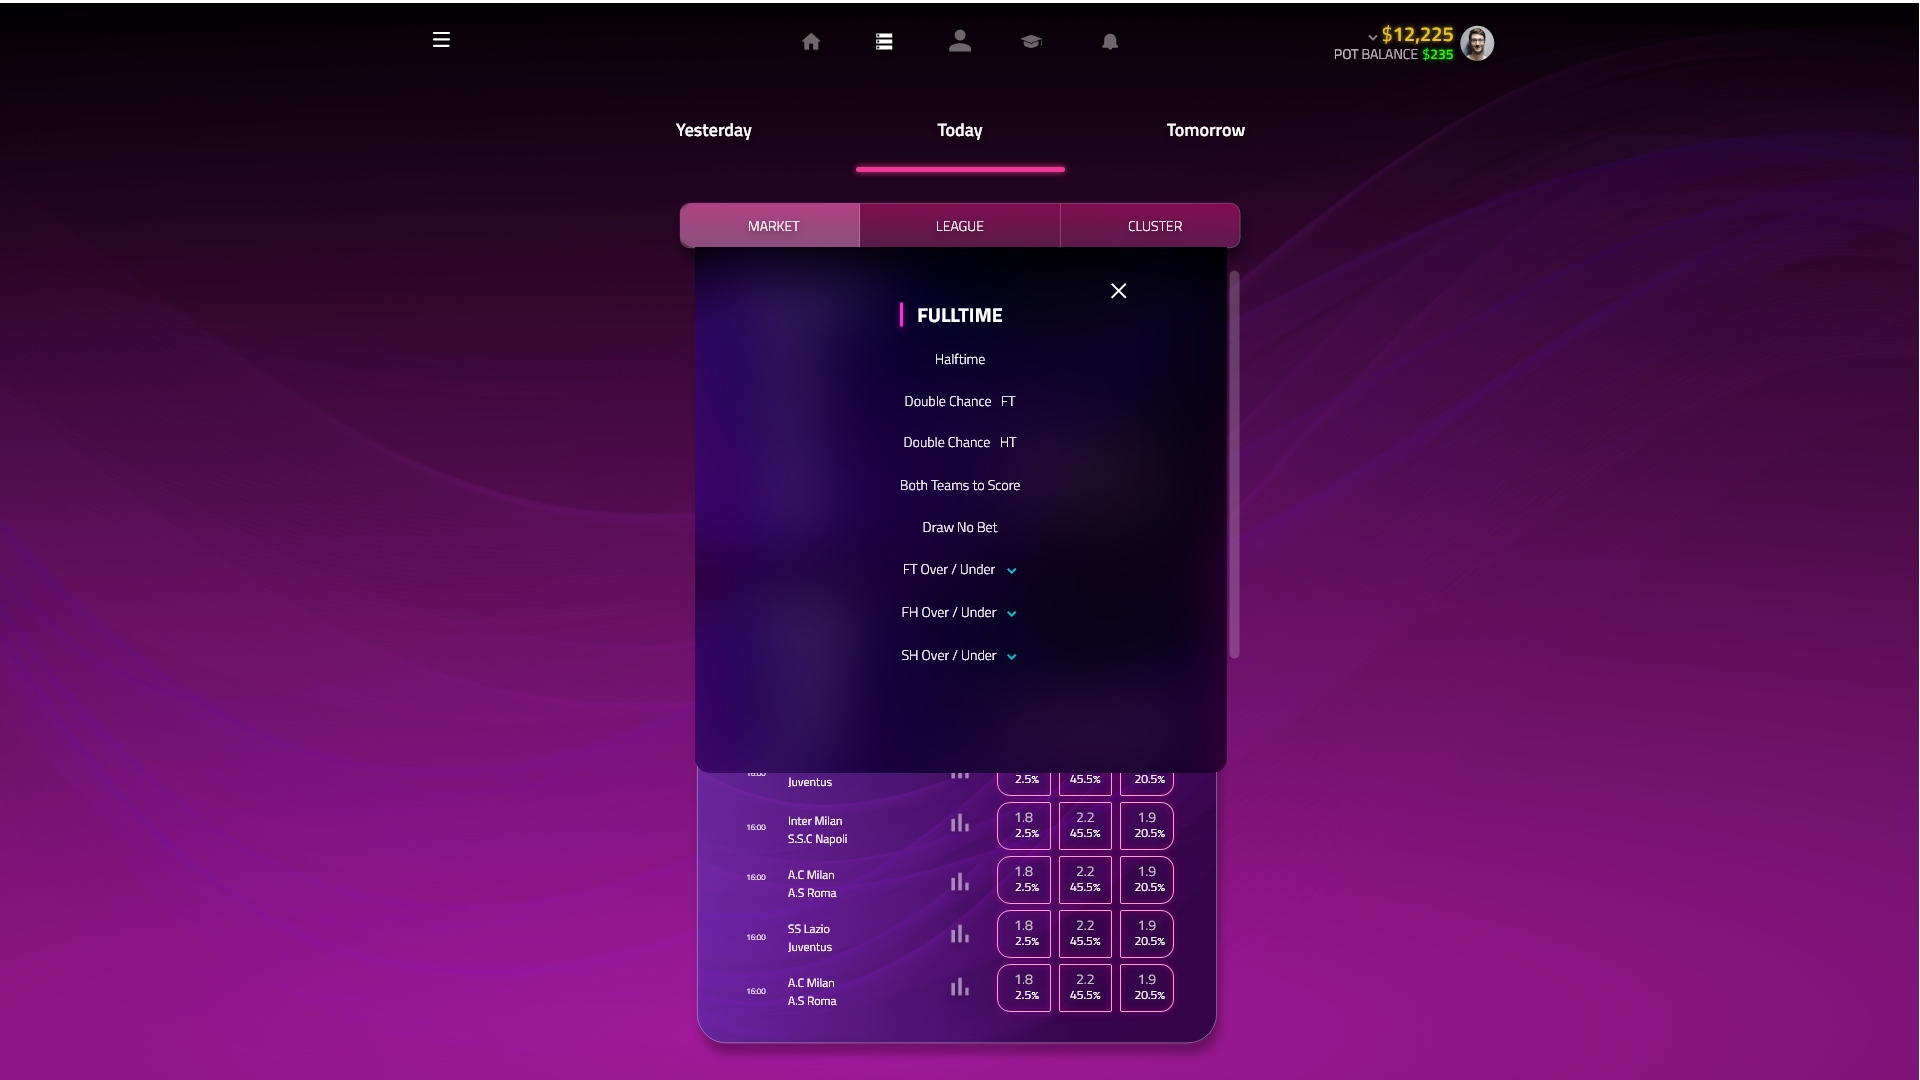 $12,225
POT BALANCE $235
Yesterday Today Tomorrow
MARKET LEAGUE CLUSTER
FULLTIME
Halftime
Double Chance FT
Double Chance HT
Both Teams to Score
Draw No Bet
FT Over / Under
FH Over / Under
SH Over / Under
Juventus
2.5% 45.5% 20.5%
16:00
Inter Milan
S.S.C Napoli
1.8 2.2 1.9
2.5% 45.5% 20.5%
16:00
A.C Milan
A.S Roma
1.8 2.2 1.9
2.5% 45.5% 20.5%
16:00
SS Lazio
Juventus
1.8 2.2 1.9
2.5% 45.5% 20.5%
16:00
A.C Milan
A.S Roma
1.8 2.2 1.9
2.5% 45.5% 20.5%